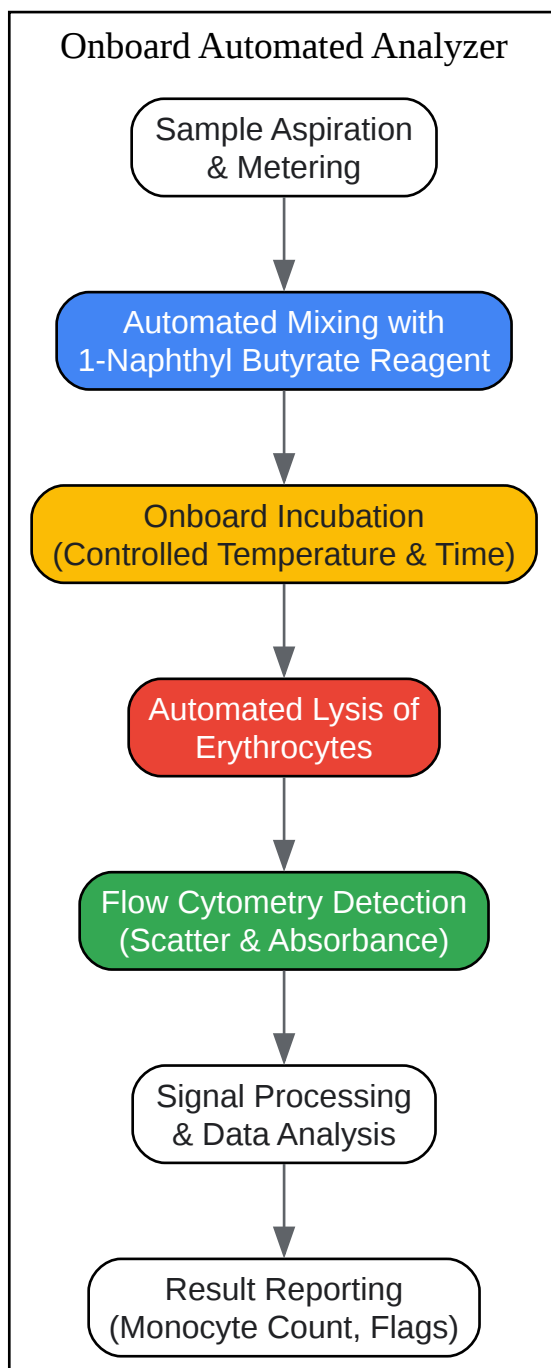 Onboard Automated Analyzer
Sample Aspiration
& Metering
Automated Mixing with
1-Naphthyl Butyrate Reagent
Onboard Incubation
(Controlled Temperature & Time)
Automated Lysis of
Erythrocytes
Flow Cytometry Detection
(Scatter & Absorbance)
Signal Processing
& Data Analysis
Result Reporting
(Monocyte Count, Flags)